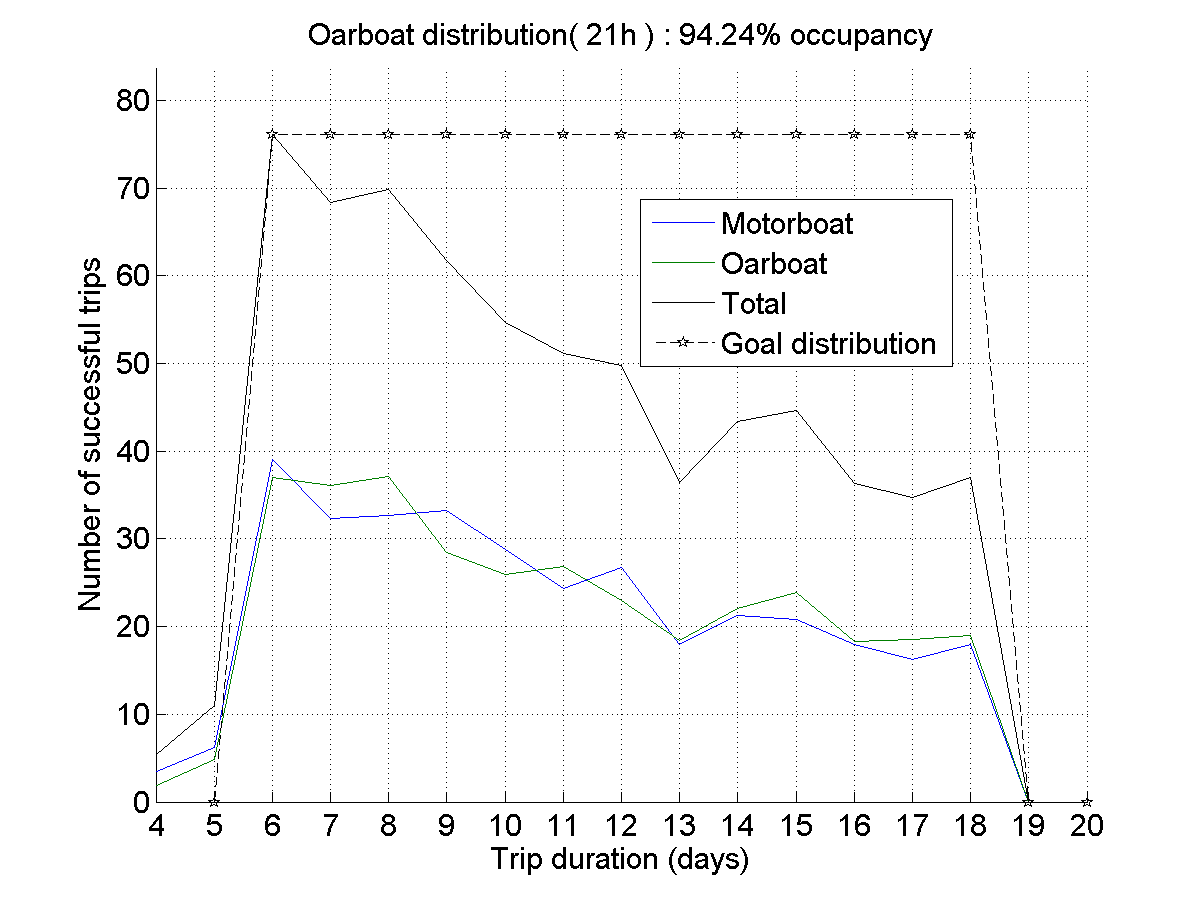 Oarboat distribution( 21h ) : 94.24% occupancy
80
70
60
50
40
30
20
10
0
Number of successful trips
Motorboat
Oarboat
Total
Goal distribution
4 5 6 7 8 9 10 11 12 13 14 15 16 17 18 19 20
Trip duration (days)